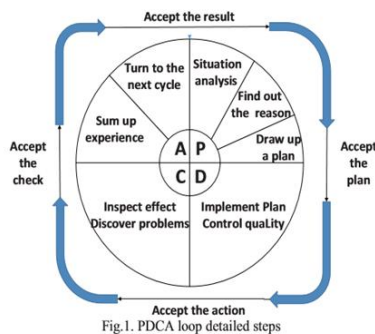 Accept the result
Turn to the
next cycle
Situation
analysis
Find out
the reason
Draw up
a plan
Sum up
experience
A P
C D
Accept
the
check
Accept
the
plan
Inspect effect
Discover problems
Implement Plan
Control quaLity
Accept the action
Fig.1. PDCA loop detailed steps